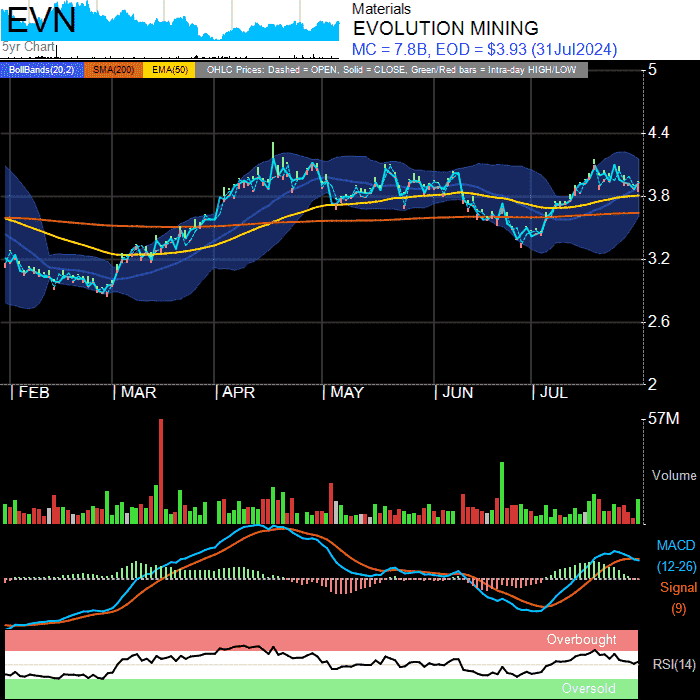 EVN
5yr Chart
Materials
EVOLUTION MINING
MC = 7.8B, EOD = $3.93 (31Jul2024)
BollBands(20,2) SMA(200) EMA(50) OHLC Prices: Dashed = OPEN, Solid = CLOSE, Green/Red bars = Intra-day HIGH/LOW
5
4.4
3.8
3.2
2.6
2
FEB MAR APR MAY JUN JUL
57M
Volume
MACD
(12-26)
Signal
(9)
Overbought
RSI(14)
Oversold